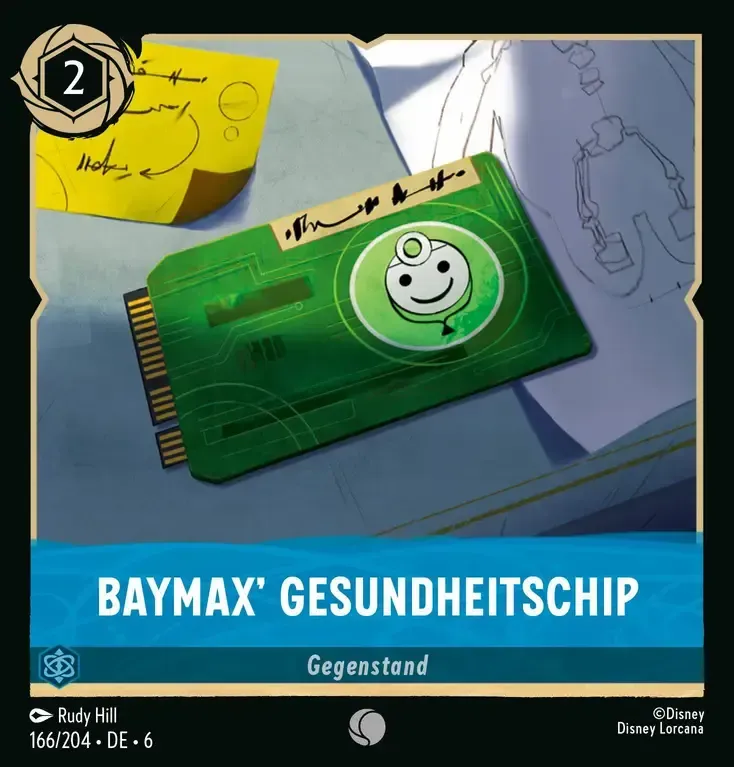 2
BAYMAX’ GESUNDHEITSCHIP
Gegenstand
Rudy Hill
©Disney
166/204 • DE • 6
Disney Lorcana